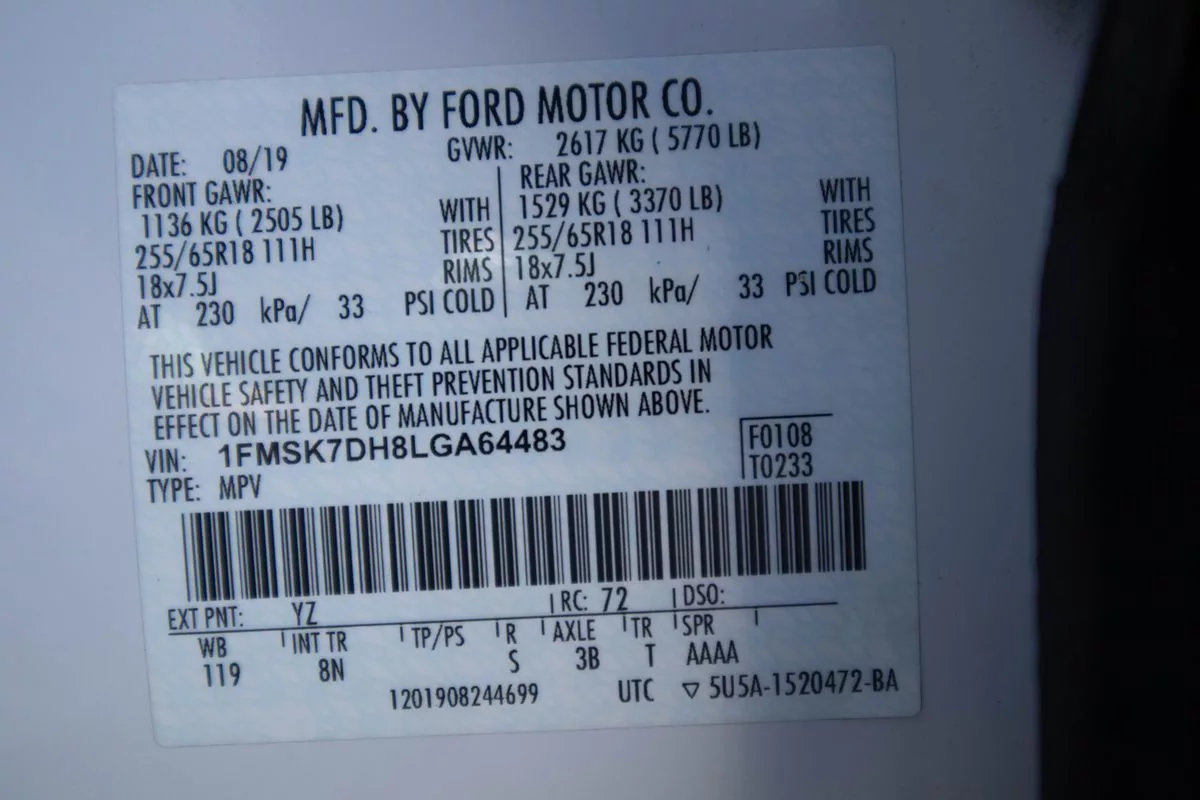 MFD. BY FORD MOTOR CO.
DATE: 08/19 GVWR: 2617 KG ( 5770 LB)
FRONT GAWR: REAR GAWR:
1136 KG ( 2505 LB) WITH 1529 KG ( 3370 LB) WITH
255/65R18 111H TIRES 255/65R18 111H TIRES
18x7.5J RIMS 18x7.5J RIMS
AT 230 kPa/ 33 PSI COLD AT 230 kPa/ 33 PSI COLD
THIS VEHICLE CONFORMS TO ALL APPLICABLE FEDERAL MOTOR
VEHICLE SAFETY AND THEFT PREVENTION STANDARDS IN
EFFECT ON THE DATE OF MANUFACTURE SHOWN ABOVE.
VIN: 1FMSK7DH8LGA64483 F0108
TYPE: MPV T0233
EXT PNT: YZ RC: 72 DSO:
WB INT TR TP/PS R AXLE TR SPR
119 8N S 3B T AAAA
1201908244699 UTC ▽ 5U5A-1520472-BA